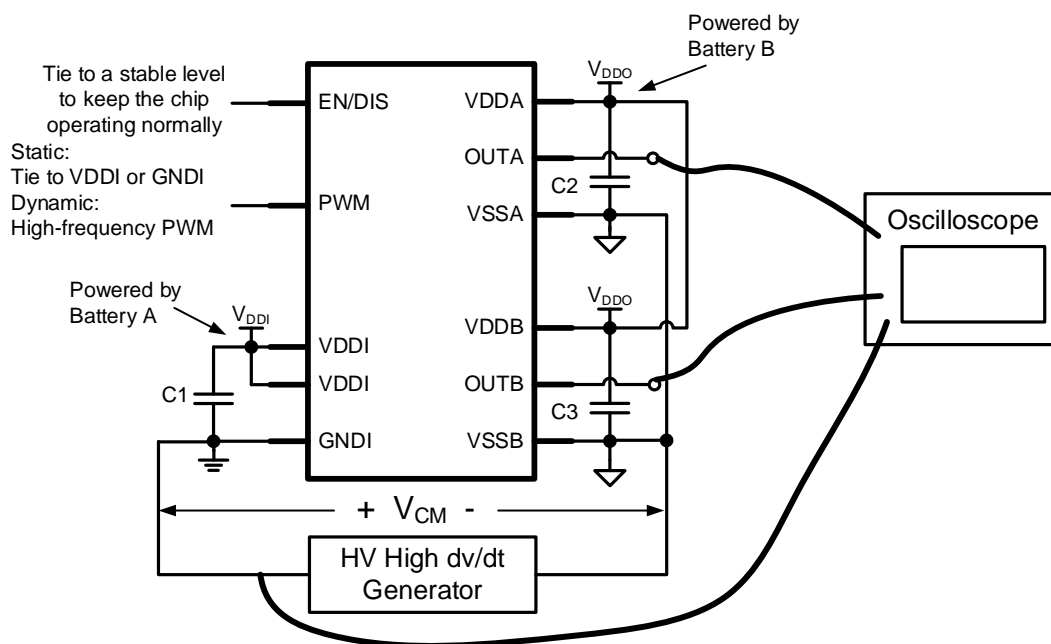 Powered by
Battery B
Tie to a stable level
to keep the chip
operating normally
Static:
Tie to VDDI or GNDI
Dynamic:
High-frequency PWM
Powered by
Battery A
VDDI
C1
EN/DIS
PWM
VDDI
VDDI
GNDI
VDDA
OUTA
VSSA
VDDB
OUTB
VSSB
VDDO
C2
VDDO
C3
Oscilloscope
+ VCM -
HV High dv/dt
Generator